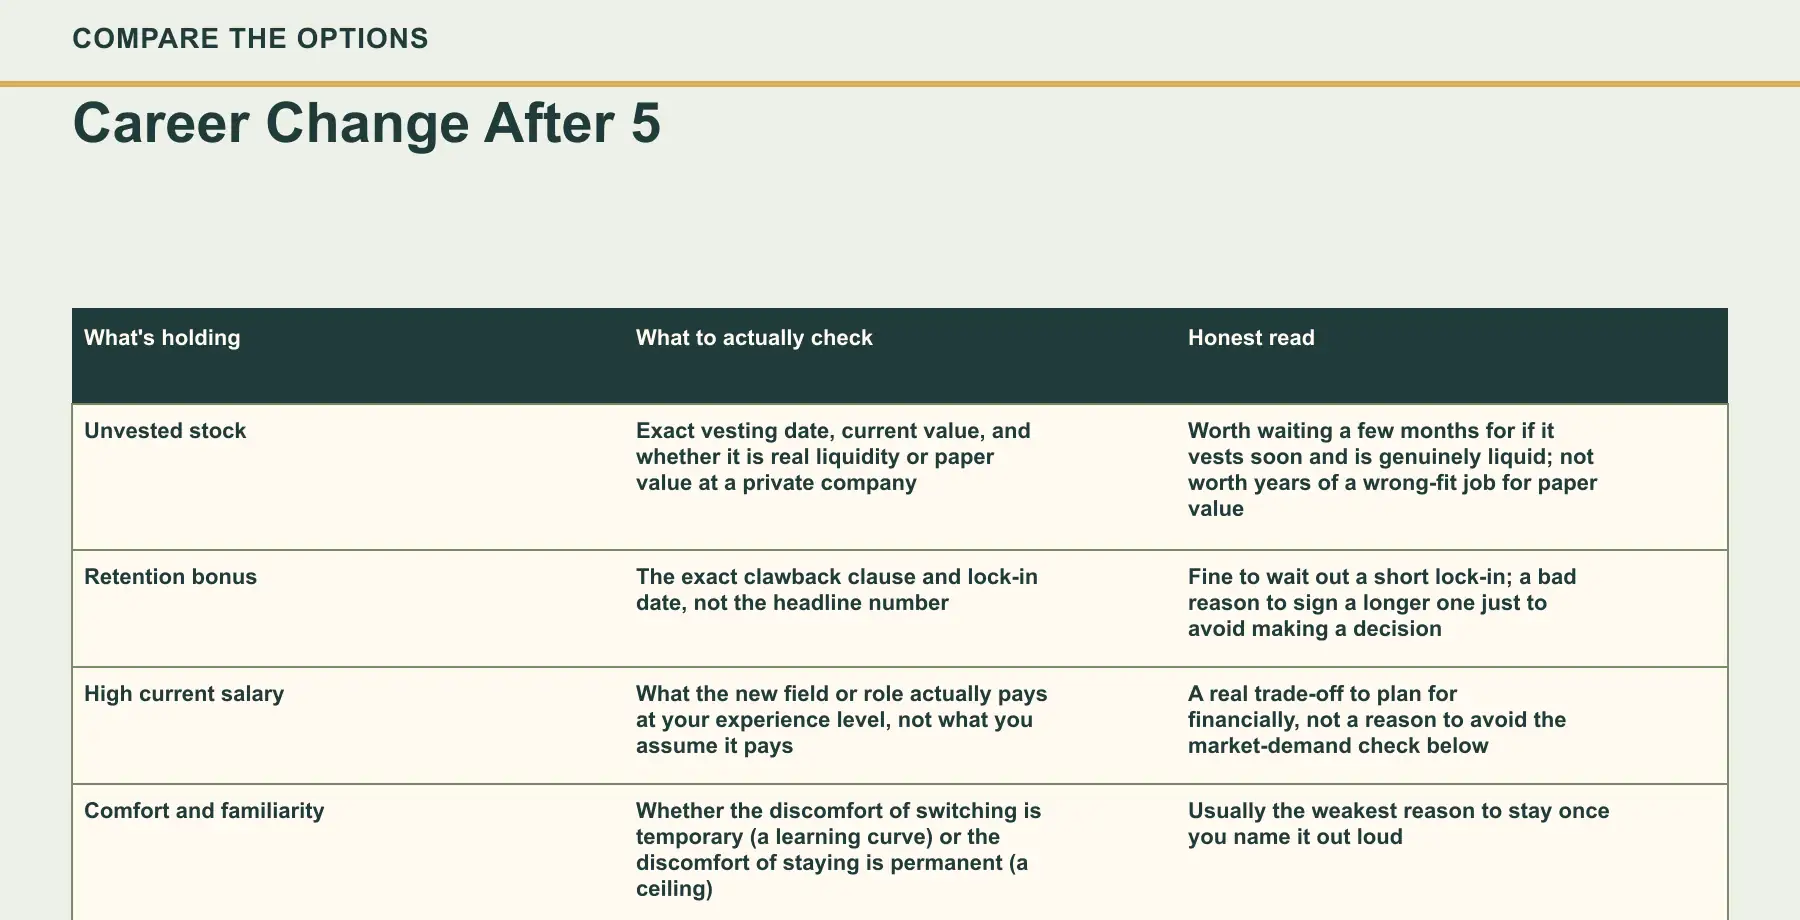 COMPARE THE OPTIONS
Career Change After 5
What's holding
What to actually check
Honest read
Unvested stock
Exact vesting date, current value, and
whether it is real liquidity or paper
value at a private company
Worth waiting a few months for if it
vests soon and is genuinely liquid; not
worth years of a wrong-fit job for paper
value
Retention bonus
The exact clawback clause and lock-in
date, not the headline number
Fine to wait out a short lock-in; a bad
reason to sign a longer one just to
avoid making a decision
High current salary
What the new field or role actually pays
at your experience level, not what you
assume it pays
A real trade-off to plan for
financially, not a reason to avoid the
market-demand check below
Comfort and familiarity
Whether the discomfort of switching is
temporary (a learning curve) or the
discomfort of staying is permanent (a
ceiling)
Usually the weakest reason to stay once
you name it out loud